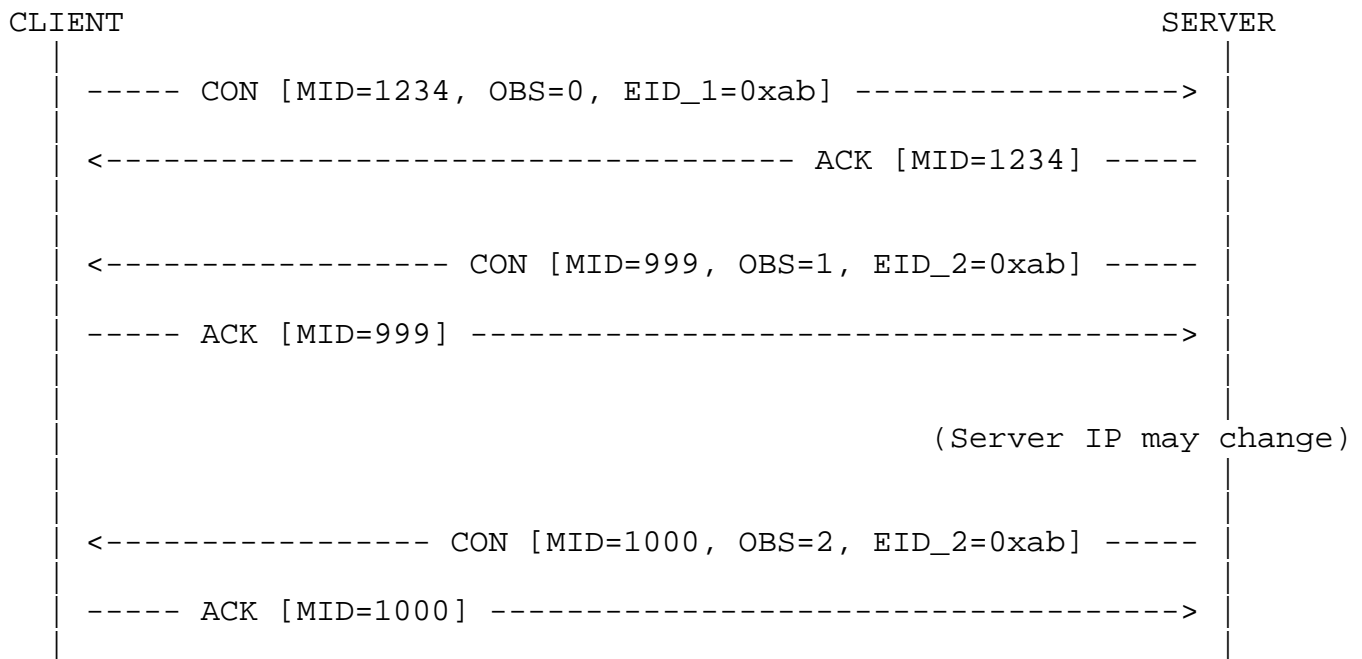 CLIENT SERVER
----- CON [MID=1234, OBS=0, EID_1=0xab] ----------------->
<------------------------------------ ACK [MID=1234] -----
<------------------ CON [MID=999, OBS=1, EID_2=0xab] -----
----- ACK [MID=999] ------------------------------------->
(Server IP may change)
<----------------- CON [MID=1000, OBS=2, EID_2=0xab] -----
----- ACK [MID=1000] ------------------------------------>